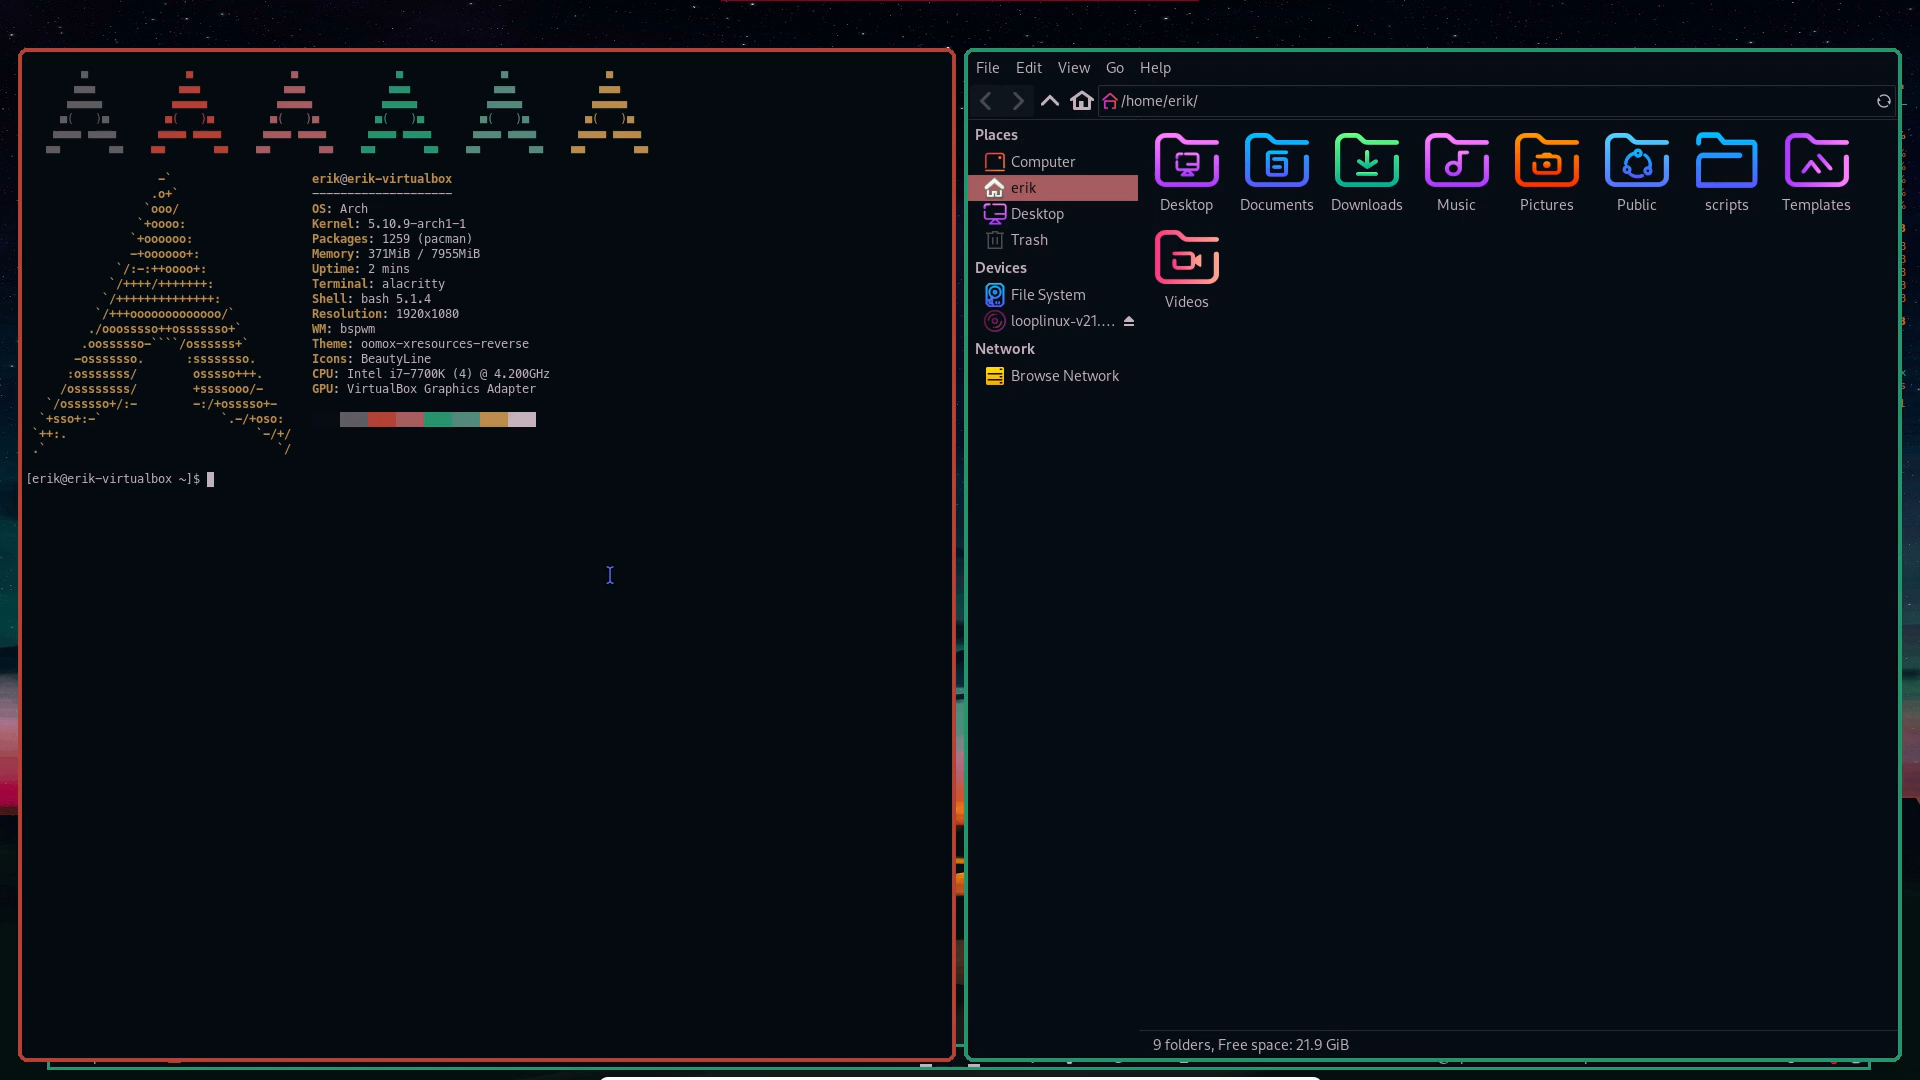 erik@erik-virtualbox
--------------------
OS: Arch
Kernel: 5.10.9-arch1-1
Packages: 1259 (pacman)
Memory: 371MiB / 7955MiB
Uptime: 2 mins
Terminal: alacritty
Shell: bash 5.1.4
Resolution: 1920x1080
WM: bspwm
Theme: oomox-xresources-reverse
Icons: BeautyLine
CPU: Intel i7-7700K (4) @ 4.200GHz
GPU: VirtualBox Graphics Adapter
[erik@erik-virtualbox ~]$
File Edit View Go Help
/home/erik/
Places
Computer
erik
Desktop
Trash
Devices
File System
looplinux-v21....
Network
Browse Network
Desktop Documents Downloads Music Pictures Public scripts Templates
Videos
9 folders, Free space: 21.9 GiB